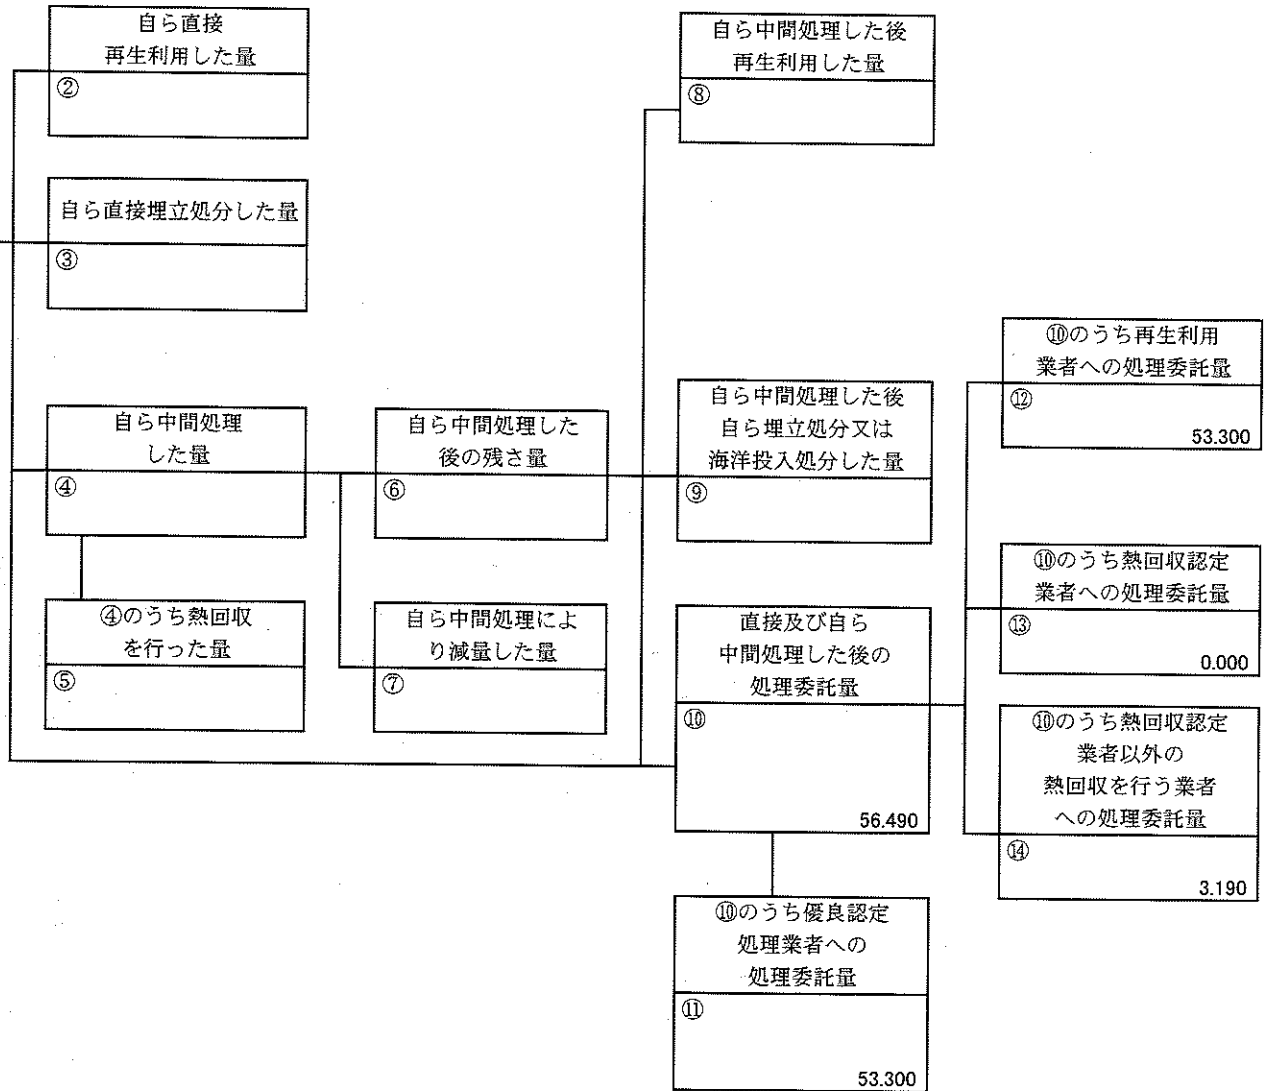 自ら直接
再生利用した量
②
自ら直接埋立処分した量
③
自ら中間処理
した量
④
④のうち熱回収
を行った量
⑤
自ら中間処理した
後の残さ量
⑥
自ら中間処理によ
り減量した量
⑦
自ら中間処理した後
再生利用した量
⑧
自ら中間処理した後
自ら埋立処分又は
海洋投入処分した量
⑨
直接及び自ら
中間処理した後の
処理委託量
⑩
56.490
⑩のうち優良認定
処理業者への
処理委託量
⑪
53.300
⑩のうち再生利用
業者への処理委託量
⑫
53.300
⑩のうち熱回収認定
業者への処理委託量
⑬
0.000
⑩のうち熱回収認定
業者以外の
熱回収を行う業者
への処理委託量
⑭
3.190